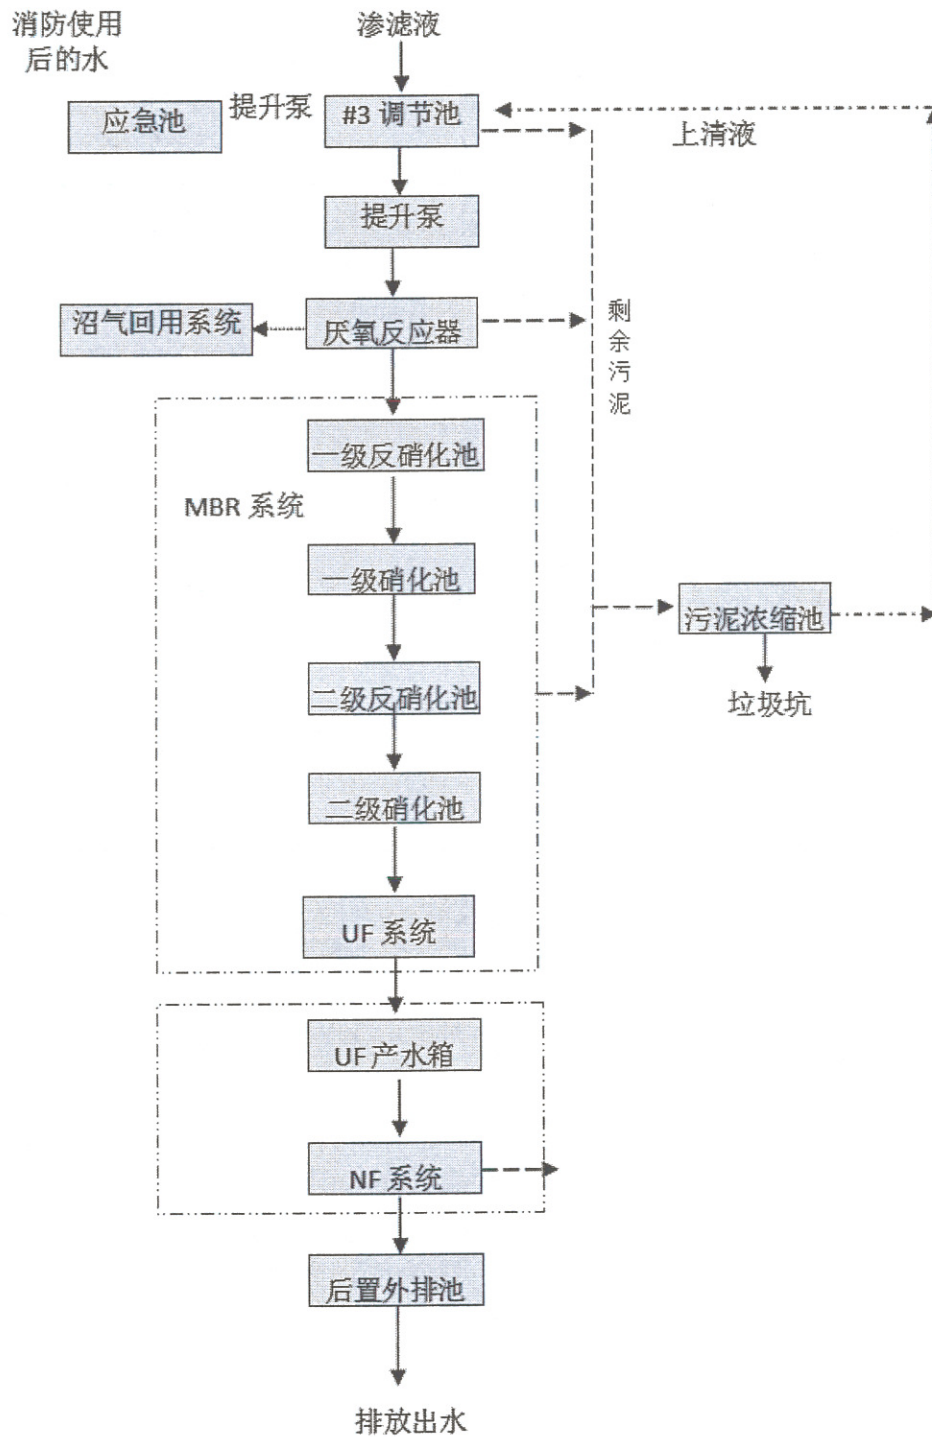 消防使用
后的水
渗滤液
应急池
提升泵
#3 调节池
上清液
提升泵
沼气回用系统
厌氧反应器
剩余污泥
一级反硝化池
MBR 系统
一级硝化池
污泥浓缩池
二级反硝化池
垃圾坑
二级硝化池
UF 系统
UF 产水箱
NF 系统
后置外排池
排放出水